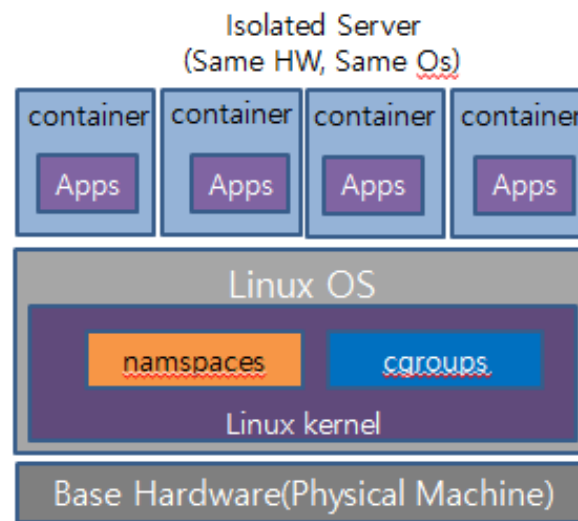 Isolated Server
(Same HW, Same Os)
container container container container
Apps Apps Apps Apps
Linux OS
namspaces cgroups
Linux kernel
Base Hardware(Physical Machine)